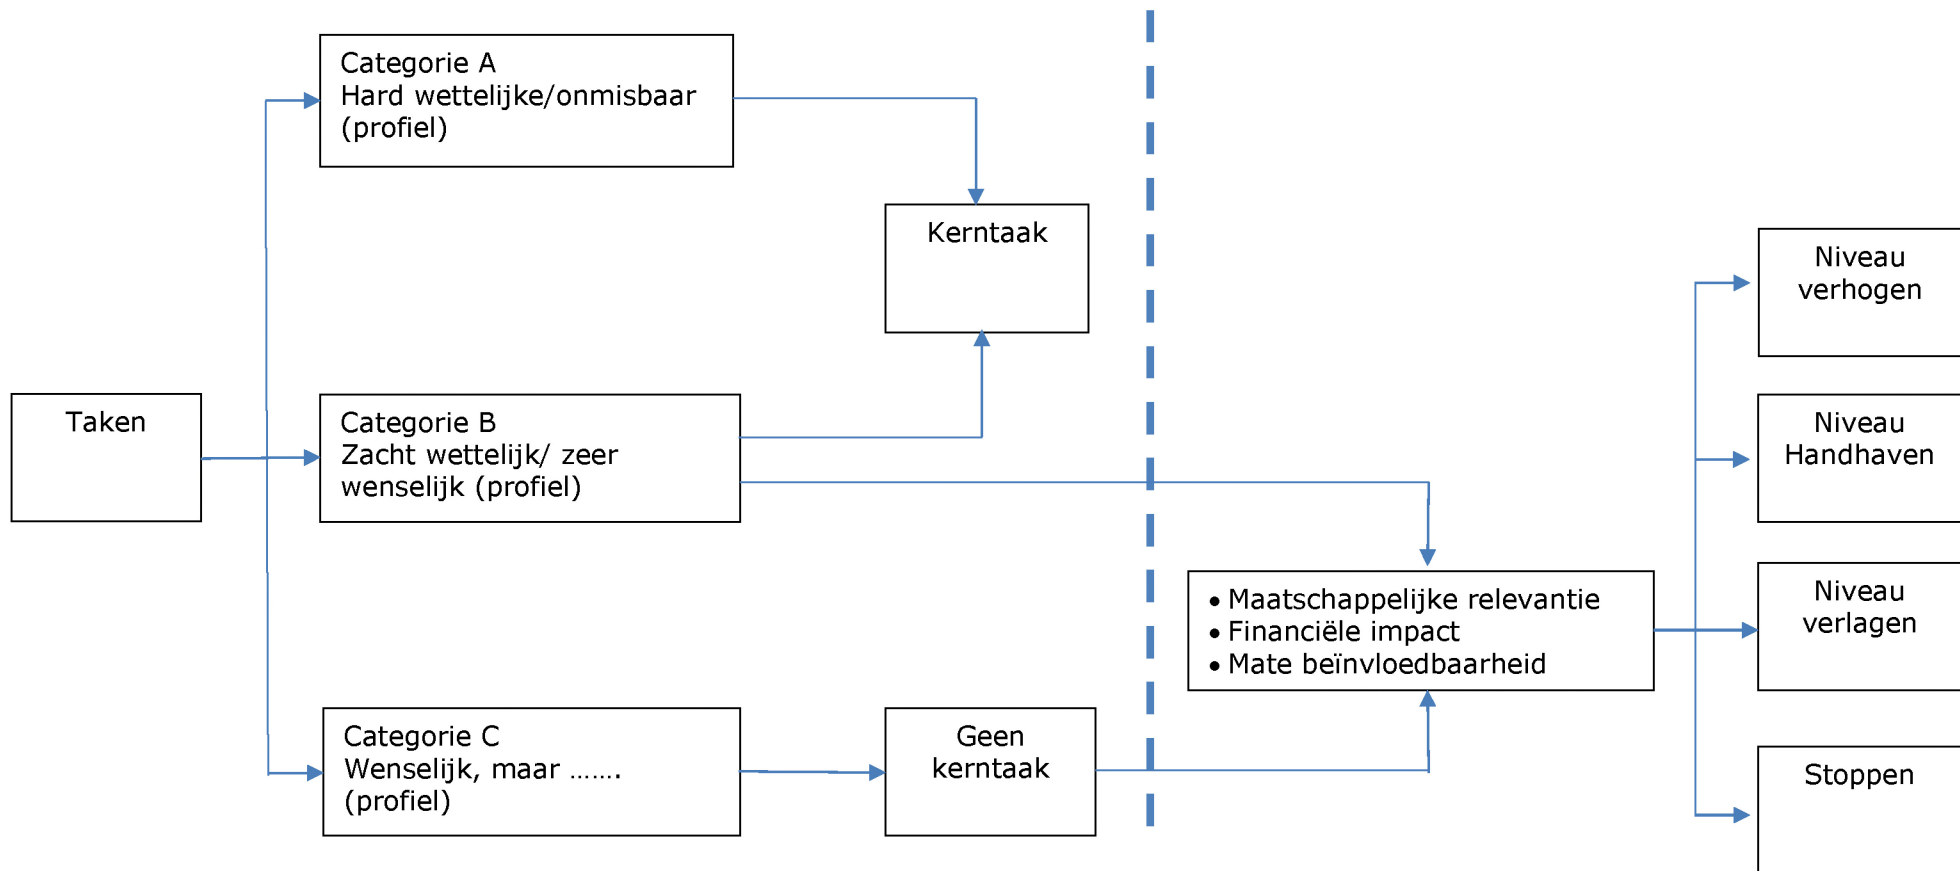 Categorie A
Hard wettelijke/onmisbaar
(profiel)
Kerntaak
Taken
Categorie B
Zacht wettelijk/ zeer
wenselijk (profiel)
Categorie C
Wenselijk, maar …….
(profiel)
Geen
kerntaak
• Maatschappelijke relevantie
• Financiële impact
• Mate beïnvloedbaarheid
Niveau
verhogen
Niveau
Handhaven
Niveau
verlagen
Stoppen